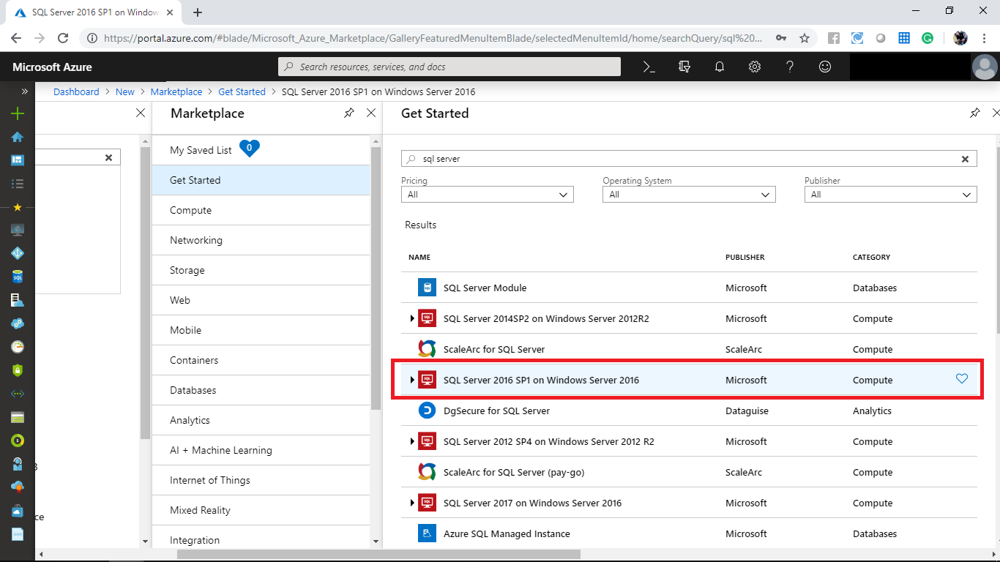 SQL Server 2016 SP1 on Window
https://portal.azure.com/#blade/Microsoft_Azure_Marketplace/GalleryFeaturedMenuItemBlade/selectedMenuItemId/home/searchQuery/sql%20...
Microsoft Azure
Search resources, services, and docs
Dashboard > New > Marketplace > Get Started > SQL Server 2016 SP1 on Windows Server 2016
Marketplace
My Saved List 0
Get Started
Compute
Networking
Storage
Web
Mobile
Containers
Databases
Analytics
AI + Machine Learning
Internet of Things
Mixed Reality
Integration
Get Started
sql server
Pricing Operating System Publisher
All All All
Results
NAME PUBLISHER CATEGORY
SQL Server Module Microsoft Databases
SQL Server 2014SP2 on Windows Server 2012R2 Microsoft Compute
ScaleArc for SQL Server ScaleArc Compute
SQL Server 2016 SP1 on Windows Server 2016 Microsoft Compute
DgSecure for SQL Server Dataguise Analytics
SQL Server 2012 SP4 on Windows Server 2012 R2 Microsoft Compute
ScaleArc for SQL Server (pay-go) ScaleArc Compute
SQL Server 2017 on Windows Server 2016 Microsoft Compute
Azure SQL Managed Instance Microsoft Databases